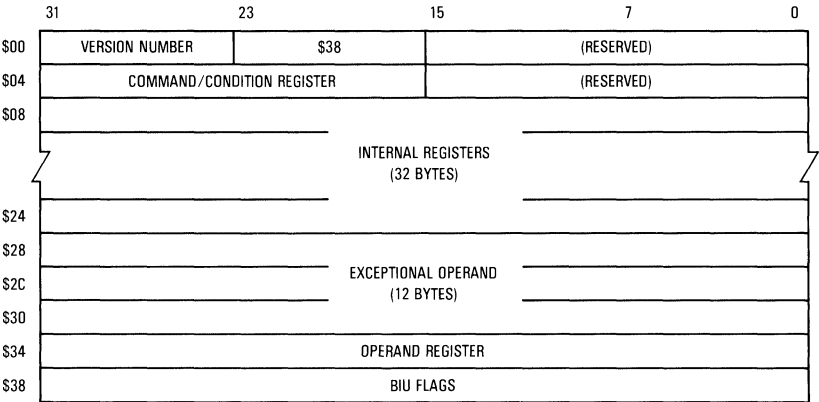 31 23 15 7 0
$00 VERSION NUMBER $38 (RESERVED)
$04 COMMAND/CONDITION REGISTER (RESERVED)
$08
INTERNAL REGISTERS
(32 BYTES)
$24
$28
EXCEPTIONAL OPERAND
$2C
(12 BYTES)
$30
$34 OPERAND REGISTER
$38 BIU FLAGS